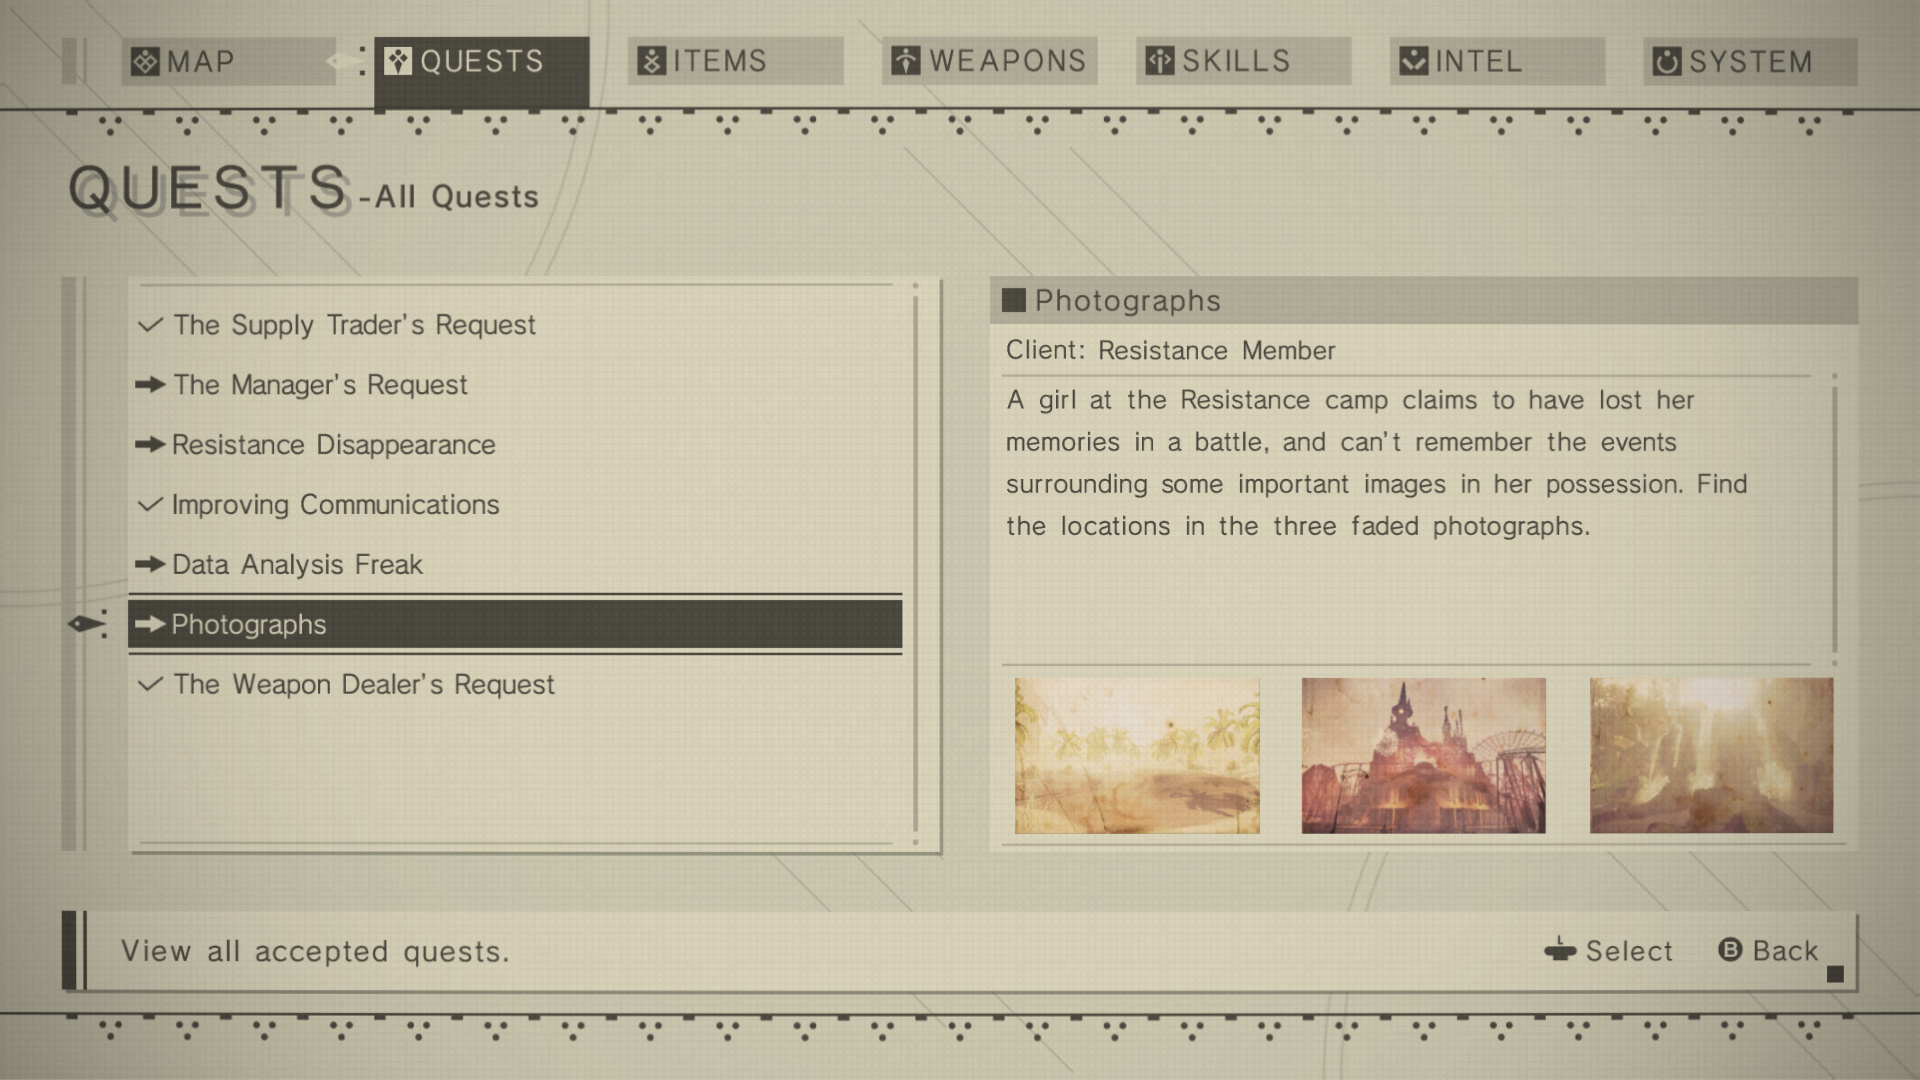 MAP
QUESTS
ITEMS
WEAPONS
SKILLS
INTEL
SYSTEM
QUESTS -All Quests
The Supply Trader's Request
The Manager's Request
Resistance Disappearance
Improving Communications
Data Analysis Freak
Photographs
The Weapon Dealer's Request
Photographs
Client: Resistance Member
A girl at the Resistance camp claims to have lost her
memories in a battle, and can't remember the events
surrounding some important images in her possession. Find
the locations in the three faded photographs.
View all accepted quests.
L Select
B Back